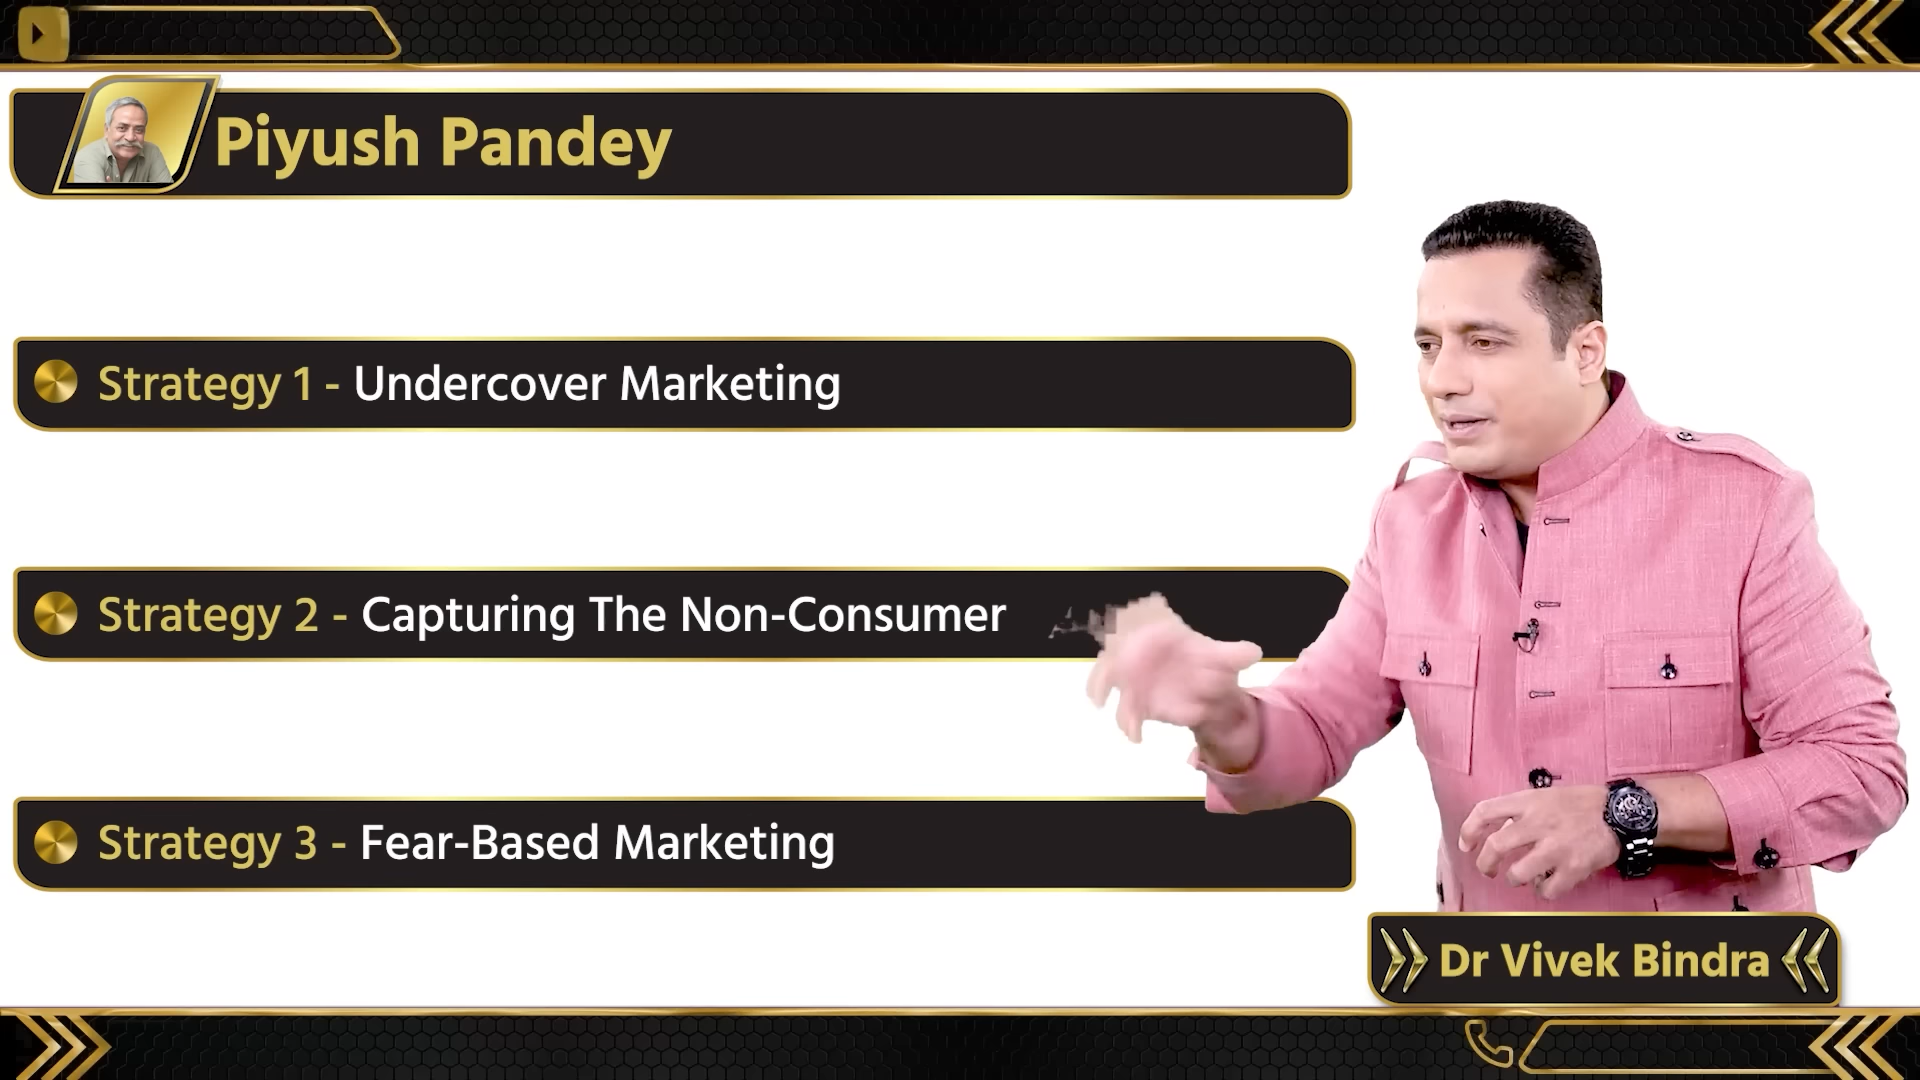 Piyush Pandey
Strategy 1 - Undercover Marketing
Strategy 2 - Capturing The Non-Consumer
Strategy 3 - Fear-Based Marketing
Dr Vivek Bindra